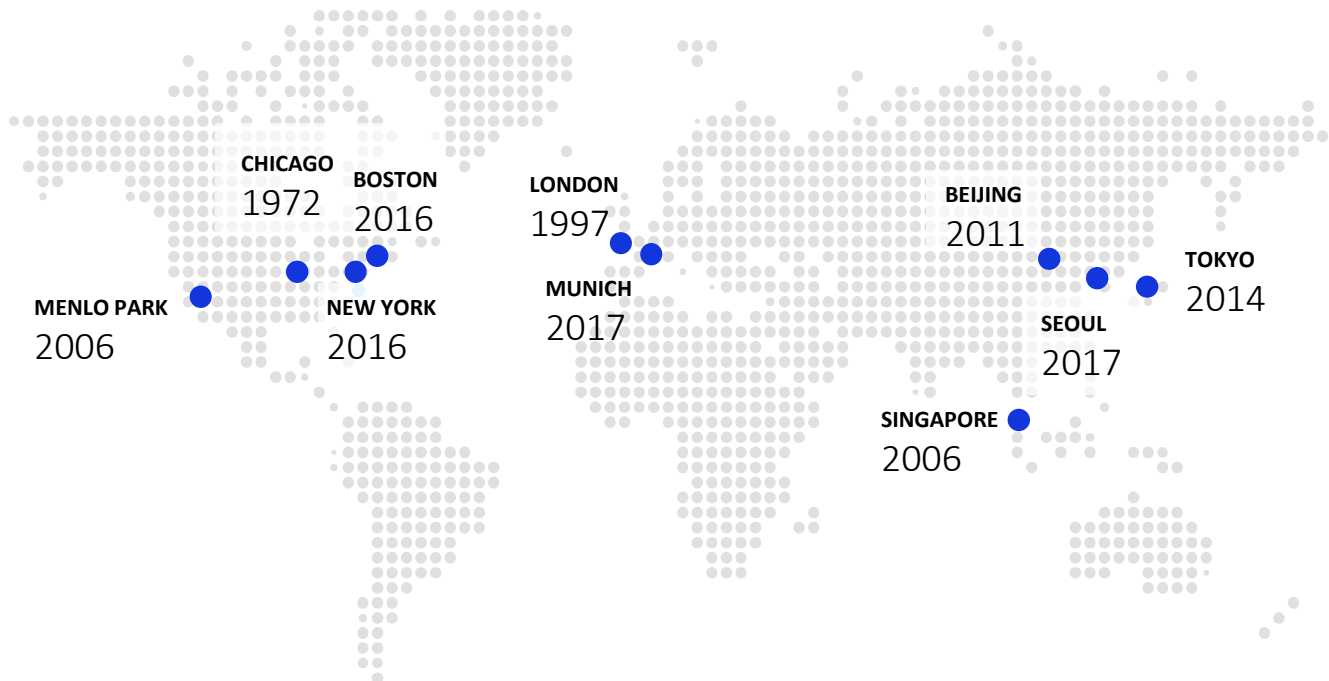 CHICAGO
1972
BOSTON
2016
MENLO PARK
2006
NEW YORK
2016
LONDON
1997
MUNICH
2017
BEIJING
2011
TOKYO
2014
SEOUL
2017
SINGAPORE
2006